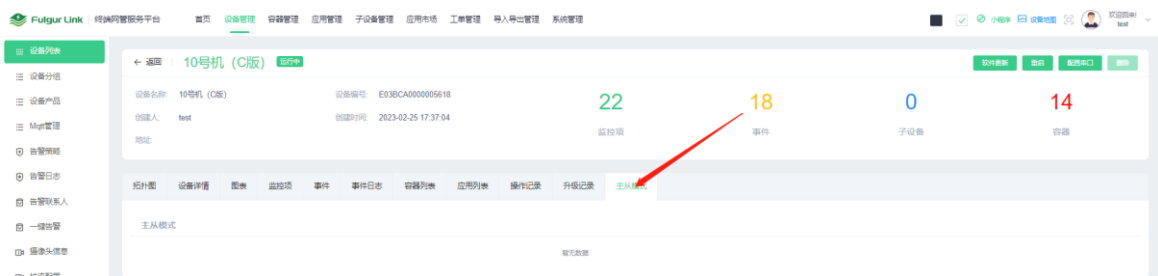 Fulgur Link 终端网管服务平台 首页 设备管理 容器管理 应用管理 子设备管理 应用市场 工单管理 导入导出管理 系统管理 小程序 设备地图 欢迎回来! test
设备列表
设备分组
设备产品
Mqtt管理
告警策略
告警日志
告警联系人
一键告警
摄像头信息
← 返回 10号机（C版） 运行中 软件更新 重启 配置串口 删除
设备名称: 10号机（C版） 设备编号: E03BCA0000005618
创建人: test 创建时间: 2023-02-25 17:37:04
地址:
22 18 0 14
监控项 事件 子设备 容器
拓扑图 设备详情 图表 监控项 事件 事件日志 容器列表 应用列表 操作记录 升级记录 主从模式
主从模式
暂无数据